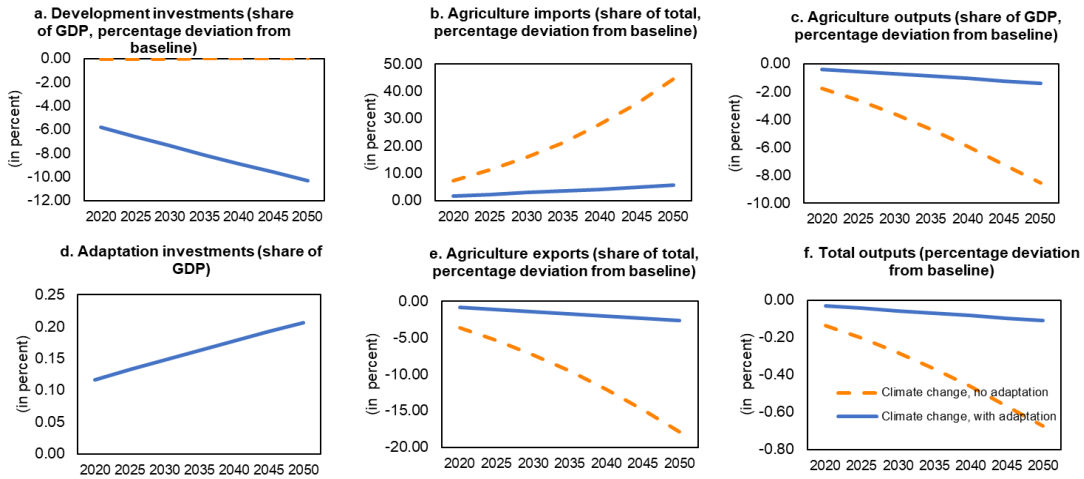 a. Development investments (share
of GDP, percentage deviation from
baseline)
(in percent)
0.00
-2.00
-4.00
-6.00
-8.00
-10.00
-12.00
2020 2025 2030 2035 2040 2045 2050
b. Agriculture imports (share of total,
percentage deviation from baseline)
(in percent)
50.00
40.00
30.00
20.00
10.00
0.00
2020 2025 2030 2035 2040 2045 2050
c. Agriculture outputs (share of GDP,
percentage deviation from baseline)
(in percent)
0.00
-2.00
-4.00
-6.00
-8.00
-10.00
2020 2025 2030 2035 2040 2045 2050
d. Adaptation investments (share of
GDP)
(in percent)
0.25
0.20
0.15
0.10
0.05
0.00
2020 2025 2030 2035 2040 2045 2050
e. Agriculture exports (share of total,
percentage deviation from baseline)
(in percent)
0.00
-5.00
-10.00
-15.00
-20.00
2020 2025 2030 2035 2040 2045 2050
f. Total outputs (percentage deviation
from baseline)
(in percent)
0.00
-0.20
-0.40
-0.60
-0.80
Climate change, no adaptation
Climate change, with adaptation
2020 2025 2030 2035 2040 2045 2050